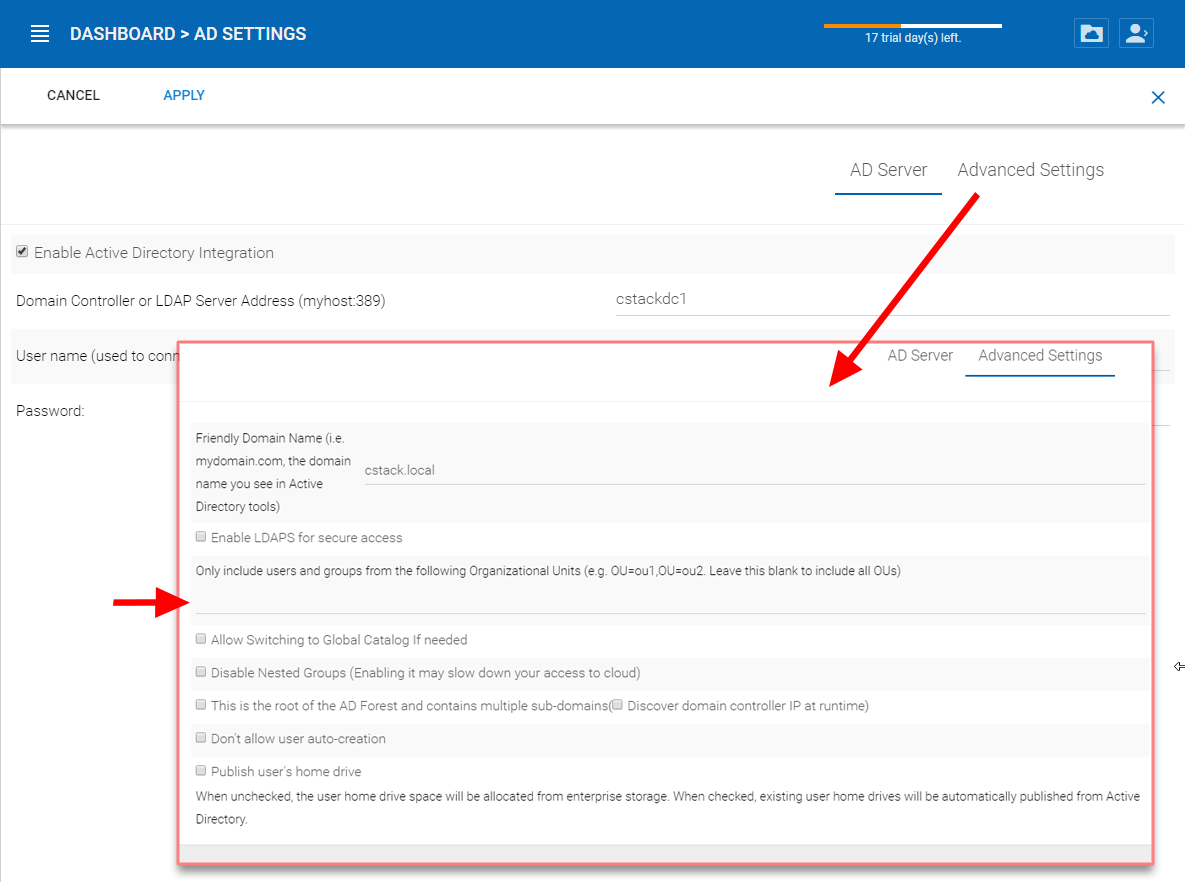 DASHBOARD > AD SETTINGS
17 trial day(s) left.
CANCEL
APPLY
AD Server
Advanced Settings
Enable Active Directory Integration
Domain Controller or LDAP Server Address (myhost:389)
cstackdc1
User name (used to conn
Password:
AD Server
Advanced Settings
Friendly Domain Name (i.e.
mydomain.com, the domain
name you see in Active
Directory tools)
cstack.local
Enable LDAPS for secure access
Only include users and groups from the following Organizational Units (e.g. OU=ou1,OU=ou2. Leave this blank to include all OUs)
Allow Switching to Global Catalog If needed
Disable Nested Groups (Enabling it may slow down your access to cloud)
This is the root of the AD Forest and contains multiple sub-domains( Discover domain controller IP at runtime)
Don't allow user auto-creation
Publish user's home drive
When unchecked, the user home drive space will be allocated from enterprise storage. When checked, existing user home drives will be automatically published from Active
Directory.